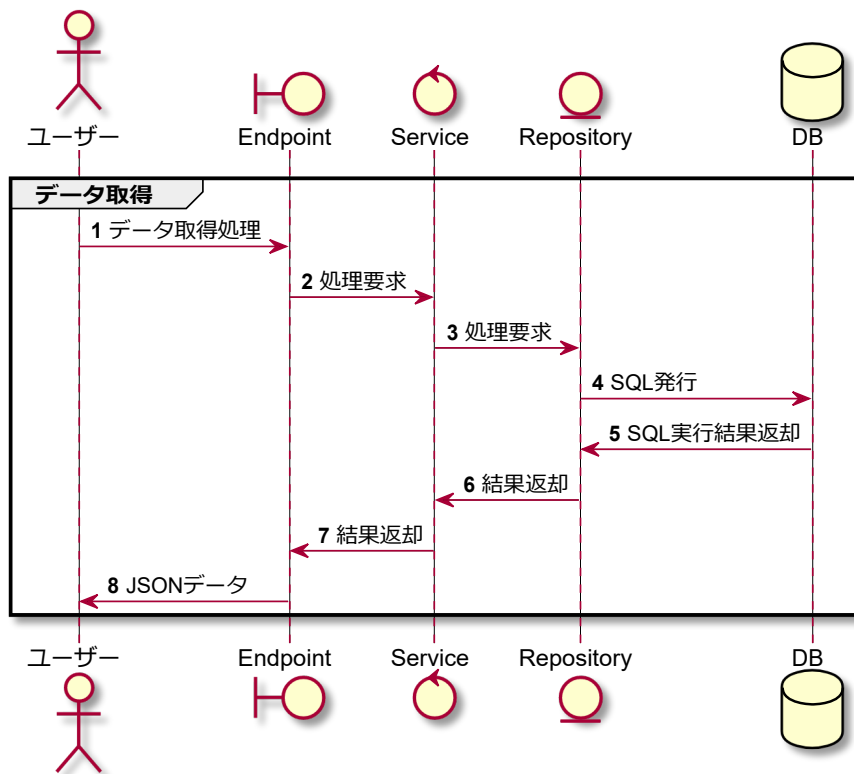 ユーザー
Endpoint
Service
Repository
DB
データ取得
1 データ取得処理
2 処理要求
3 処理要求
4 SQL発行
5 SQL実行結果返却
6 結果返却
7 結果返却
8 JSONデータ
ユーザー
Endpoint
Service
Repository
DB